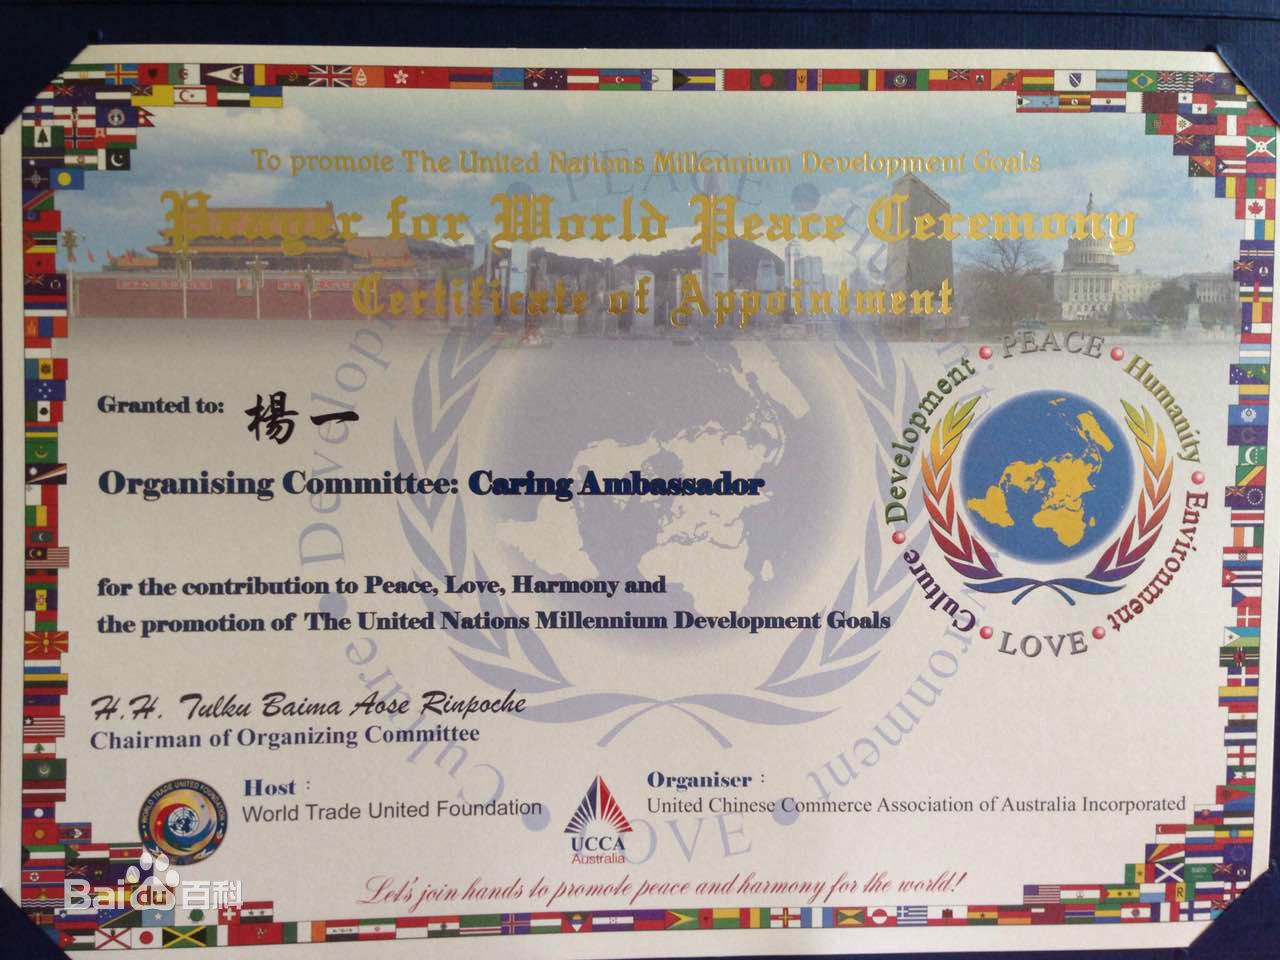 To promote The United Nations Millennium Development Goals
Prayer for World Peace Ceremony
Certificate of Appointment
Granted to: 楊一
Organising Committee: Caring Ambassador
for the contribution to Peace, Love, Harmony and
the promotion of The United Nations Millennium Development Goals
PEACE
Humanity
Environment
LOVE
Culture
Development
H.H. Tulku Baima Aose Rinpoche
Chairman of Organizing Committee
WORLD TRADE UNITED FOUNDATION
Host :
World Trade United Foundation
UCCA
Australia
Organiser :
United Chinese Commerce Association of Australia Incorporated
Let's join hands to promote peace and harmony for the world!
Baidu百科